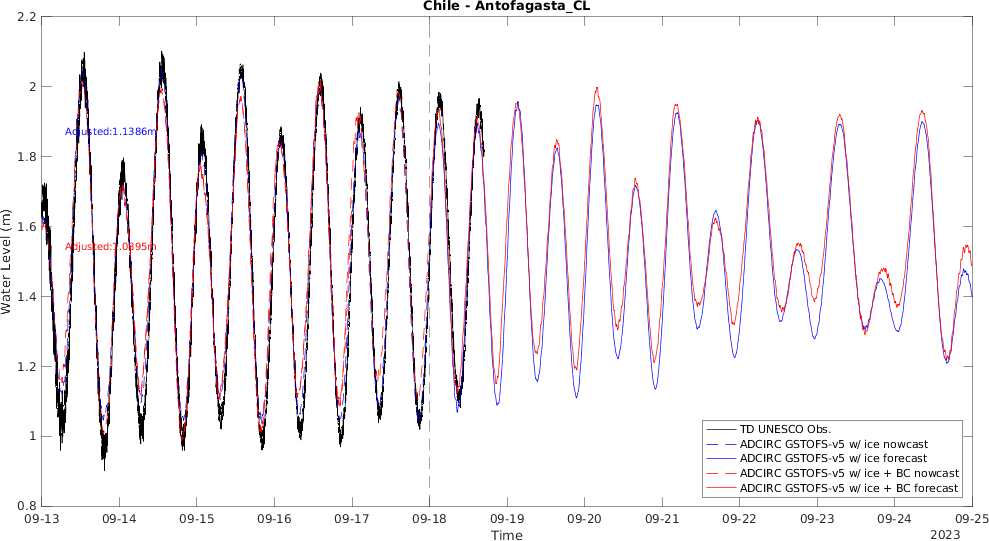 Chile - Antofagasta_CL
2.2
2
1.8
1.6
1.4
1.2
1
0.8
Water Level (m)
Adjusted:1.1386m
Adjusted:1.0395m
TD UNESCO Obs.
ADCIRC GSTOFS-v5 w/ ice nowcast
ADCIRC GSTOFS-v5 w/ ice forecast
ADCIRC GSTOFS-v5 w/ ice + BC nowcast
ADCIRC GSTOFS-v5 w/ ice + BC forecast
09-13 09-14 09-15 09-16 09-17 09-18 09-19 09-20 09-21 09-22 09-23 09-24 09-25
Time
2023